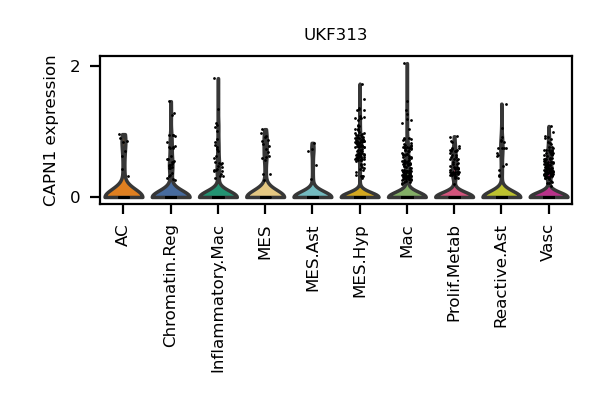 UKF313
CAPN1 expression
2
0
AC
Chromatin.Reg
Inflammatory.Mac
MES
MES.Ast
MES.Hyp
Mac
Prolif.Metab
Reactive.Ast
Vasc